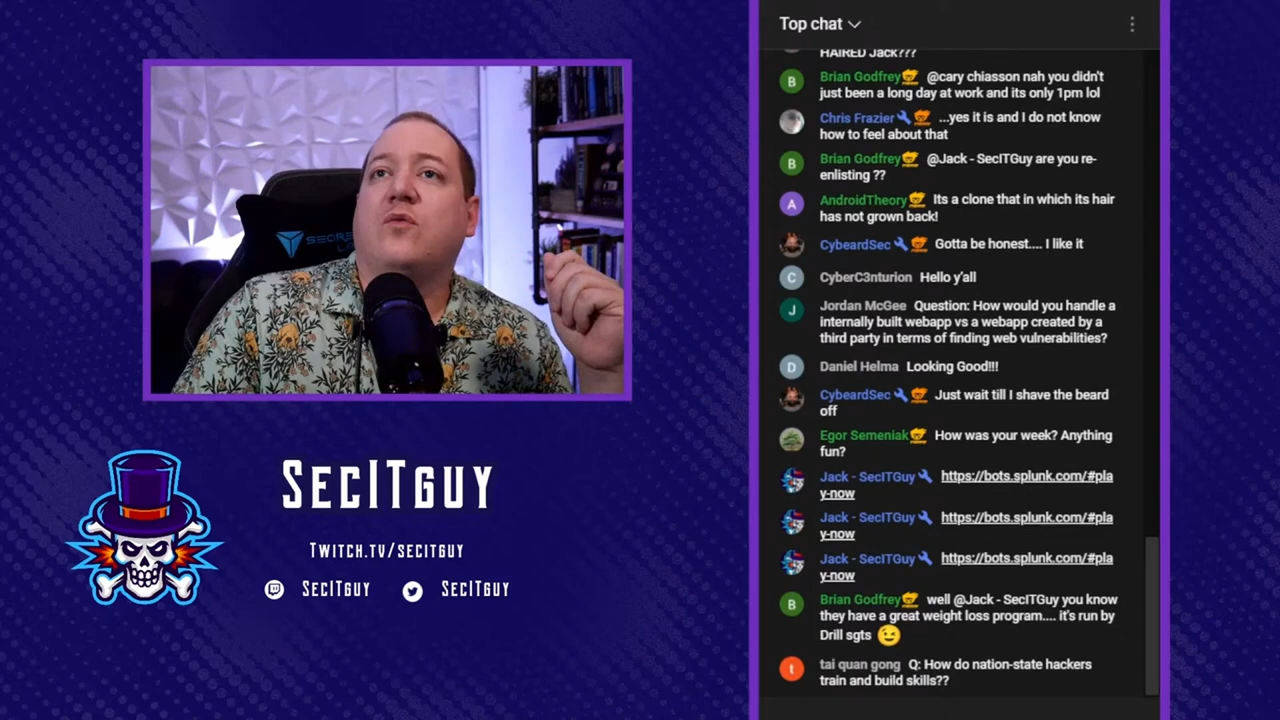 Top chat
HAIRED Jack???
B Brian Godfrey @cary chiasson nah you didn't
just been a long day at work and its only 1pm lol
Chris Frazier ...yes it is and I do not know
how to feel about that
B Brian Godfrey @Jack - SecITGuy are you re-
enlisting ??
A AndroidTheory Its a clone that in which its hair
has not grown back!
CybeardSec Gotta be honest.... I like it
C CyberC3nturion Hello y'all
J Jordan McGee Question: How would you handle a
internally built webapp vs a webapp created by a
third party in terms of finding web vulnerabilities?
D Daniel Helma Looking Good!!!
CybeardSec Just wait till I shave the beard
off
Egor Semeniak How was your week? Anything
fun?
Jack - SecITGuy https://bots.splunk.com/#pla
y-now
Jack - SecITGuy https://bots.splunk.com/#pla
y-now
Jack - SecITGuy https://bots.splunk.com/#pla
y-now
B Brian Godfrey well @Jack - SecITGuy you know
they have a great weight loss program.... it's run by
Drill sgts 😉
t tai quan gong Q: How do nation-state hackers
train and build skills??
SecITguy
Twitch.tv/secitguy
SecITguy SecITguy